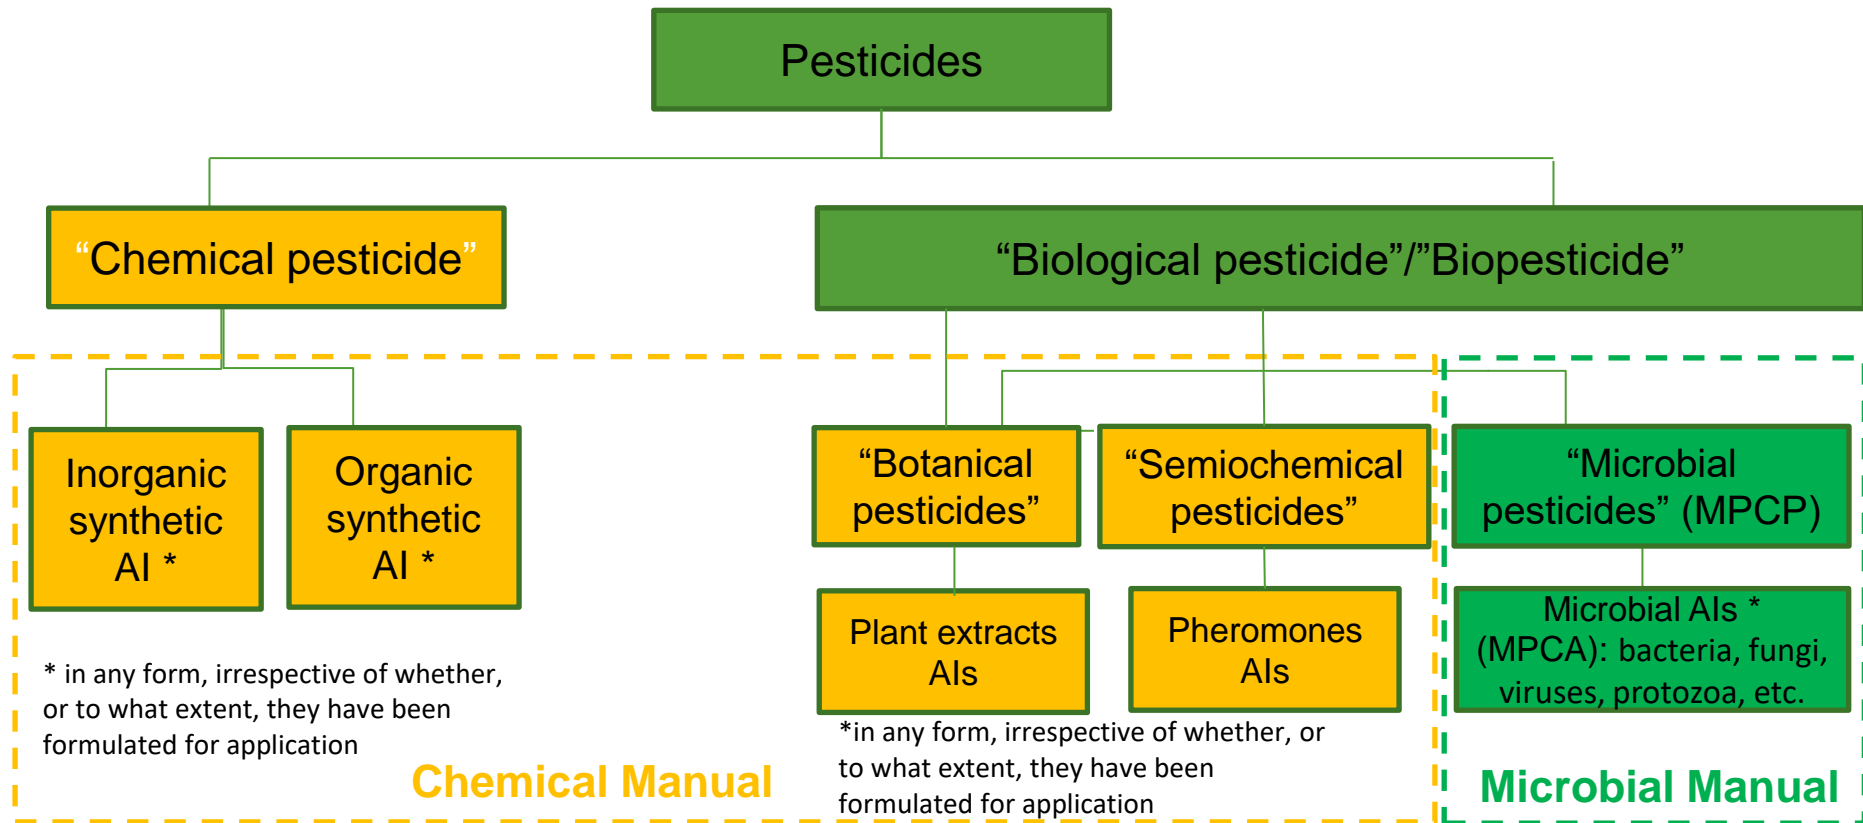 Pesticides
“Chemical pesticide”
“Biological pesticide”/”Biopesticide”
Inorganic
synthetic
AI *
Organic
synthetic
AI *
“Botanical
pesticides”
“Semiochemical
pesticides”
“Microbial
pesticides” (MPCP)
Plant extracts
AIs
Pheromones
AIs
Microbial AIs *
(MPCA): bacteria, fungi,
viruses, protozoa, etc.
* in any form, irrespective of whether,
or to what extent, they have been
formulated for application
*in any form, irrespective of whether, or
to what extent, they have been
formulated for application
Chemical Manual
Microbial Manual